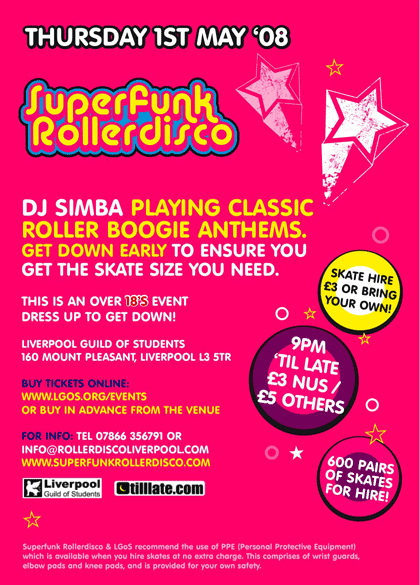 THURSDAY 1ST MAY '08
SuperFunk
Rollerdisco
DJ SIMBA PLAYING CLASSIC
ROLLER BOOGIE ANTHEMS.
GET DOWN EARLY TO ENSURE YOU
GET THE SKATE SIZE YOU NEED.
SKATE HIRE
£3 OR BRING
YOUR OWN!
THIS IS AN OVER 18'S EVENT
DRESS UP TO GET DOWN!
LIVERPOOL GUILD OF STUDENTS
160 MOUNT PLEASANT, LIVERPOOL L3 5TR
9PM
'TIL LATE
£3 NUS /
£5 OTHERS
BUY TICKETS ONLINE:
WWW.LGOS.ORG/EVENTS
OR BUY IN ADVANCE FROM THE VENUE
FOR INFO: TEL 07866 356791 OR
INFO@ROLLERDISCOLIVERPOOL.COM
WWW.SUPERFUNKROLLERDISCO.COM
600 PAIRS
OF SKATES
FOR HIRE!
Liverpool
Guild of Students
tilllate.com
Superfunk Rollerdisco & LGoS recommend the use of PPE (Personal Protective Equipment)
which is available when you hire skates at no extra charge. This comprises of wrist guards,
elbow pads and knee pads, and is provided for your own safety.